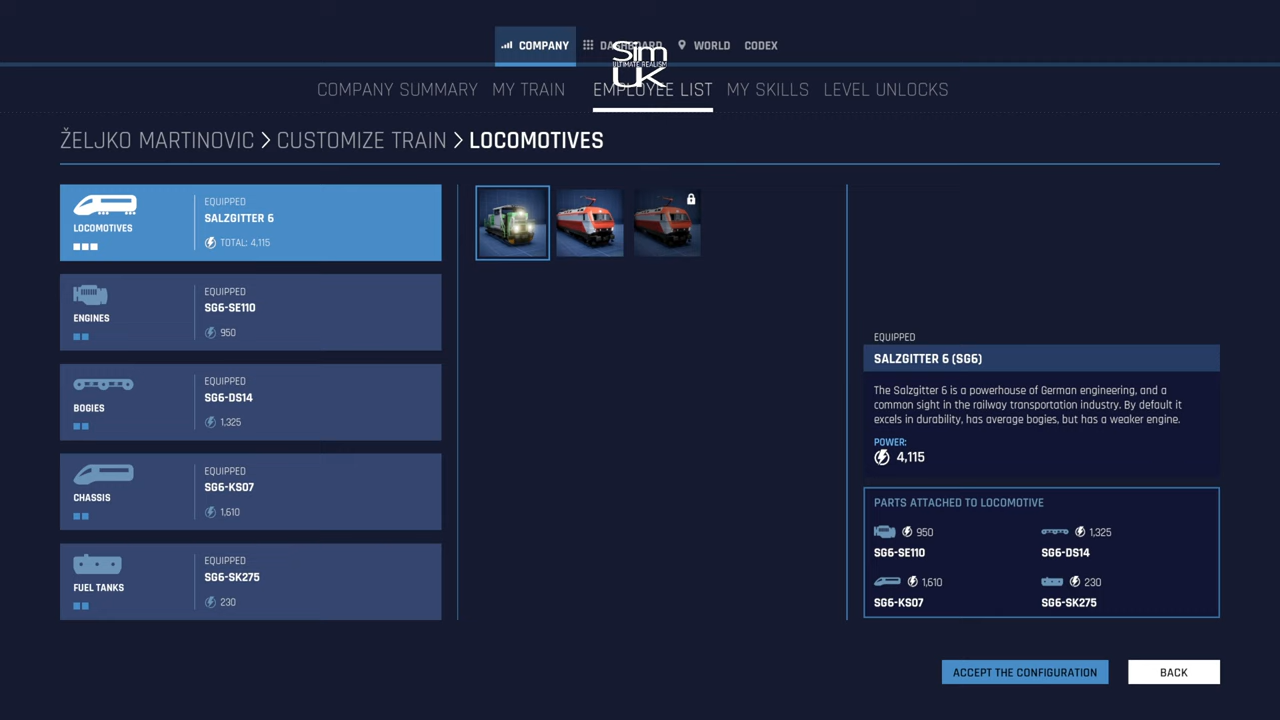 COMPANY
DASHBOARD
WORLD
CODEX
Sim
ULTIMATE REALISM
UK
COMPANY SUMMARY
MY TRAIN
EMPLOYEE LIST
MY SKILLS
LEVEL UNLOCKS
ŽELJKO MARTINOVIC > CUSTOMIZE TRAIN > LOCOMOTIVES
LOCOMOTIVES
EQUIPPED
SALZGITTER 6
TOTAL: 4,115
ENGINES
EQUIPPED
SG6-SE110
950
BOGIES
EQUIPPED
SG6-DS14
1,325
CHASSIS
EQUIPPED
SG6-KS07
1,610
FUEL TANKS
EQUIPPED
SG6-SK275
230
EQUIPPED
SALZGITTER 6 (SG6)
The Salzgitter 6 is a powerhouse of German engineering, and a
common sight in the railway transportation industry. By default it
excels in durability, has average bogies, but has a weaker engine.
POWER:
4,115
PARTS ATTACHED TO LOCOMOTIVE
950
SG6-SE110
1,325
SG6-DS14
1,610
SG6-KS07
230
SG6-SK275
ACCEPT THE CONFIGURATION
BACK